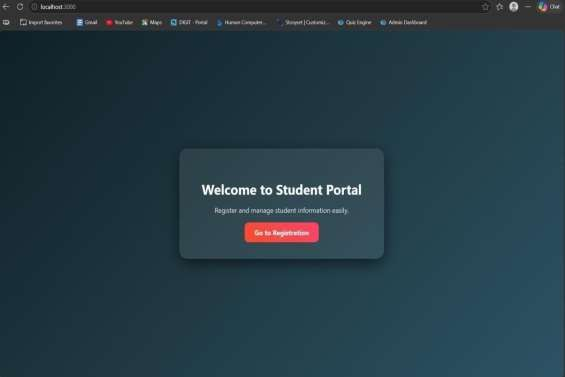 localhost:3000
Chat
Import favorites
Gmail
YouTube
Maps
DIGIT - Portal
Human Computer...
Storyset | Customiz...
Quiz Engine
Admin Dashboard
Welcome to Student Portal
Register and manage student information easily.
Go to Registration